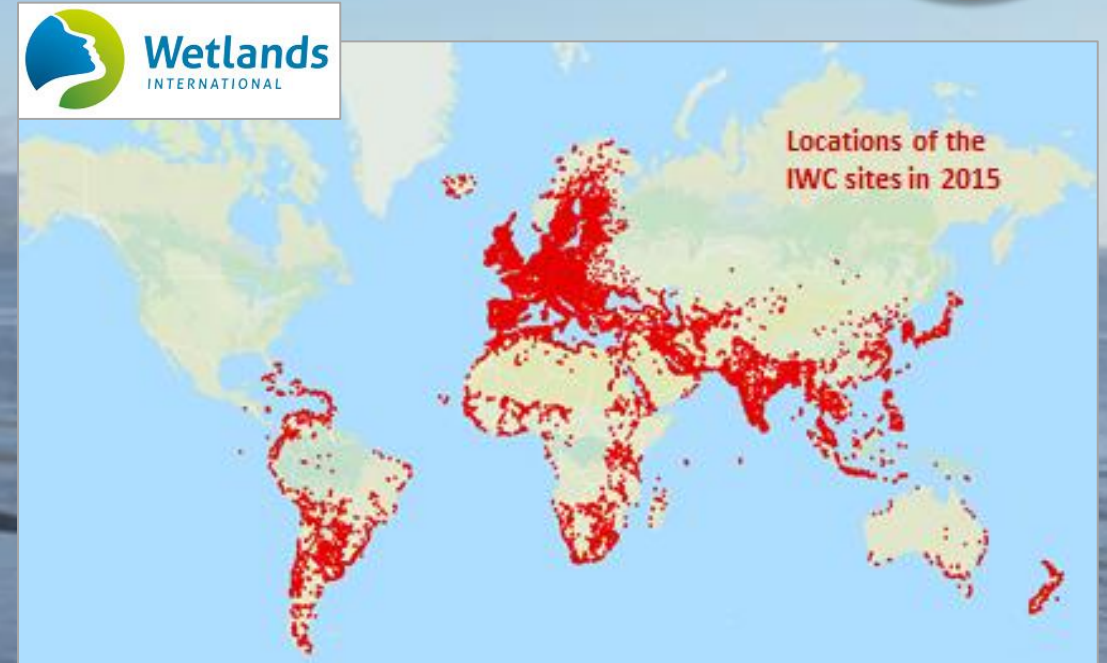 Wetlands
INTERNATIONAL
Locations of the
IWC sites in 2015